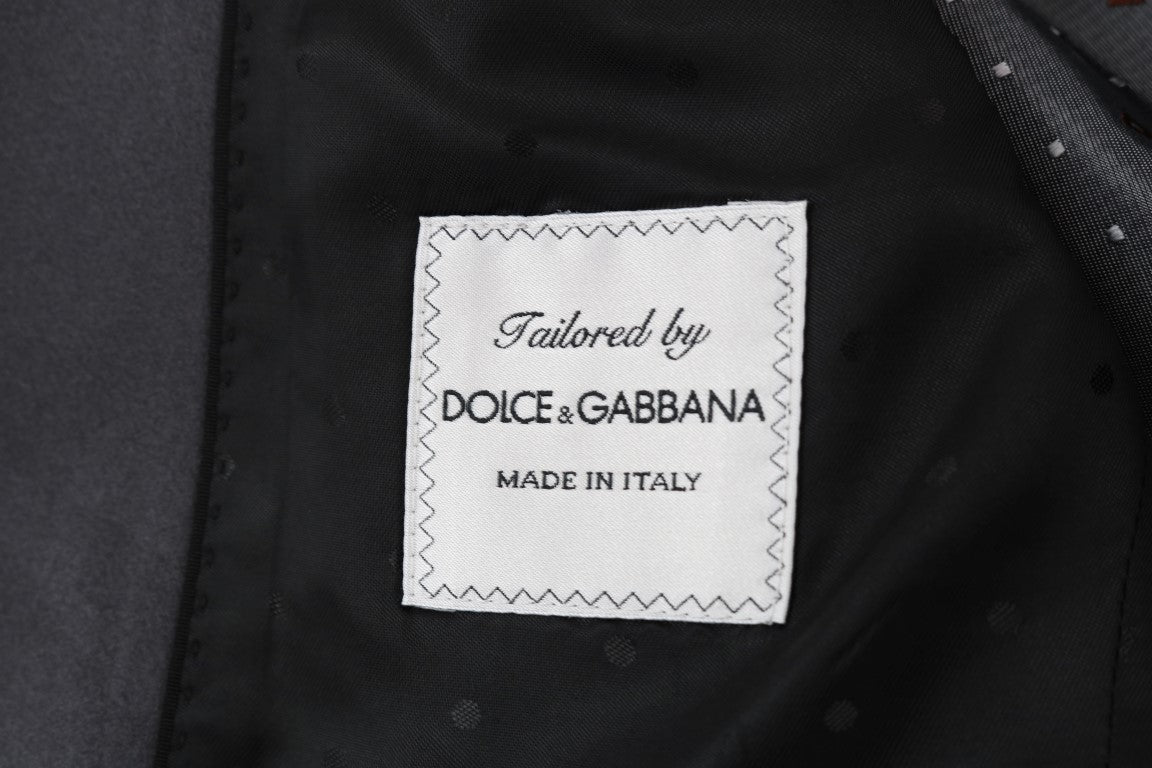 Tailored by
DOLCE & GABBANA
MADE IN ITALY